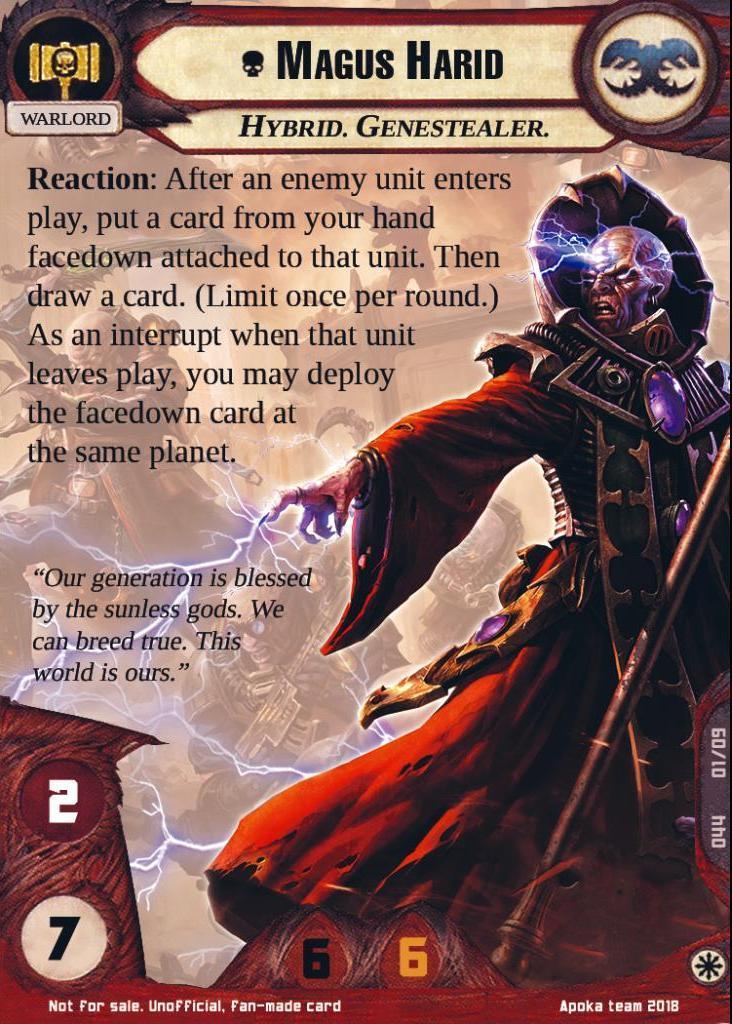 Magus Harid
WARLORD
Hybrid. Genestealer.
Reaction: After an enemy unit enters
play, put a card from your hand
facedown attached to that unit. Then
draw a card. (Limit once per round.)
As an interrupt when that unit
leaves play, you may deploy
the facedown card at
the same planet.
“Our generation is blessed
by the sunless gods. We
can breed true. This
world is ours.”
2
7
6 6
01/09
040
Not for sale. Unofficial, fan-made card
Apoka team 2018